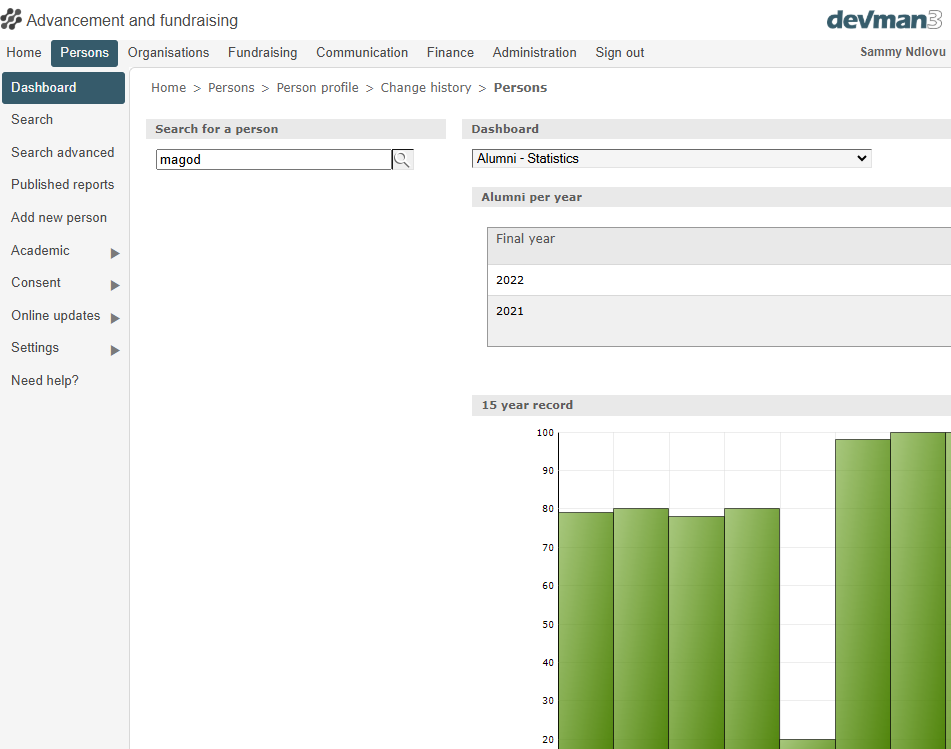 Advancement and fundraising
devman3
Home Persons Organisations Fundraising Communication Finance Administration Sign out Sammy Ndlovu
Dashboard
Search
Search advanced
Published reports
Add new person
Academic
Consent
Online updates
Settings
Need help?
Home > Persons > Person profile > Change history > Persons
Search for a person
magod
Dashboard
Alumni - Statistics
Alumni per year
Final year
2022
2021
15 year record
100
90
80
70
60
50
40
30
20